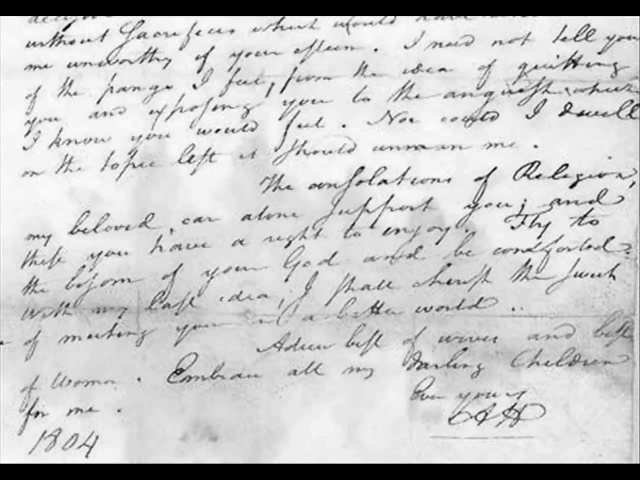 without Sacrifices which would have
me unworthy of your esteem. I need not tell you
of the pangs I feel, from the idea of quitting
you and exposing you to the anguish which
I know you would feel. Nor could I dwell
on the topic lest it should unman me.
The consolations of Religion,
my beloved, can alone support you; and
these you have a right to enjoy. Fly to
the bosom of your God and be comforted.
With my last idea, I shall cherish the sweet
of meeting you in a better world..
Adieu best of wives and best
of Women. Embrace all my darling Children
for me.
Ever yours
AH
1804